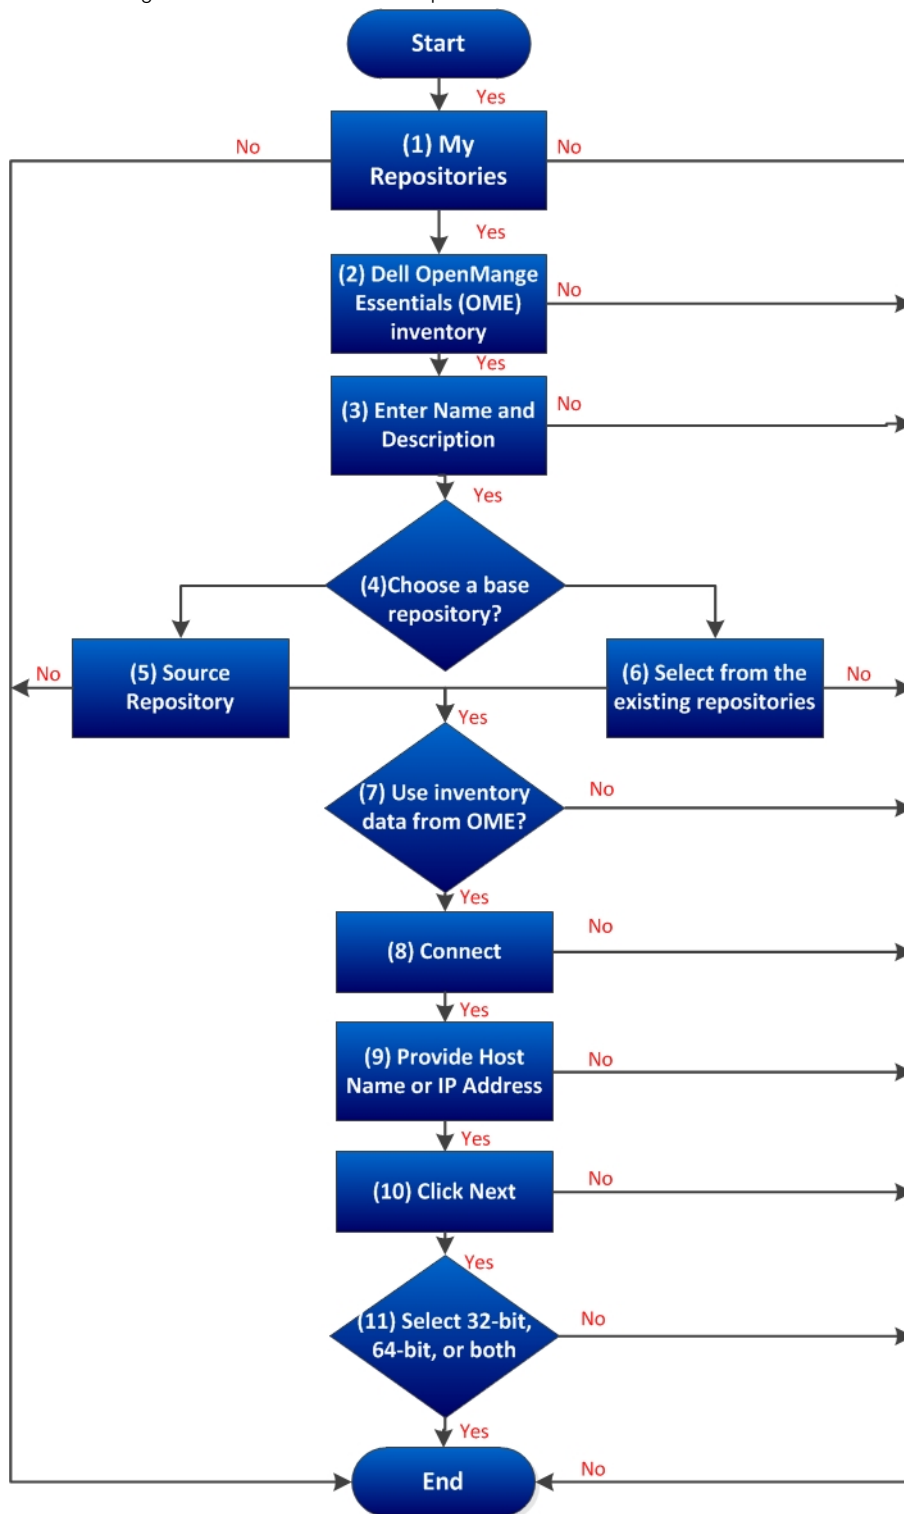 Start
Yes
No
(1) My
Repositories
No
Yes
(2) Dell OpenMange
Essentials (OME)
inventory
No
Yes
(3) Enter Name and
Description
No
Yes
(4)Choose a base
repository?
No
(5) Source
Repository
(6) Select from the
existing repositories
No
Yes
(7) Use inventory
data from OME?
No
Yes
(8) Connect
No
Yes
(9) Provide Host
Name or IP Address
No
Yes
(10) Click Next
No
Yes
(11) Select 32-bit,
64-bit, or both
No
Yes
End
No